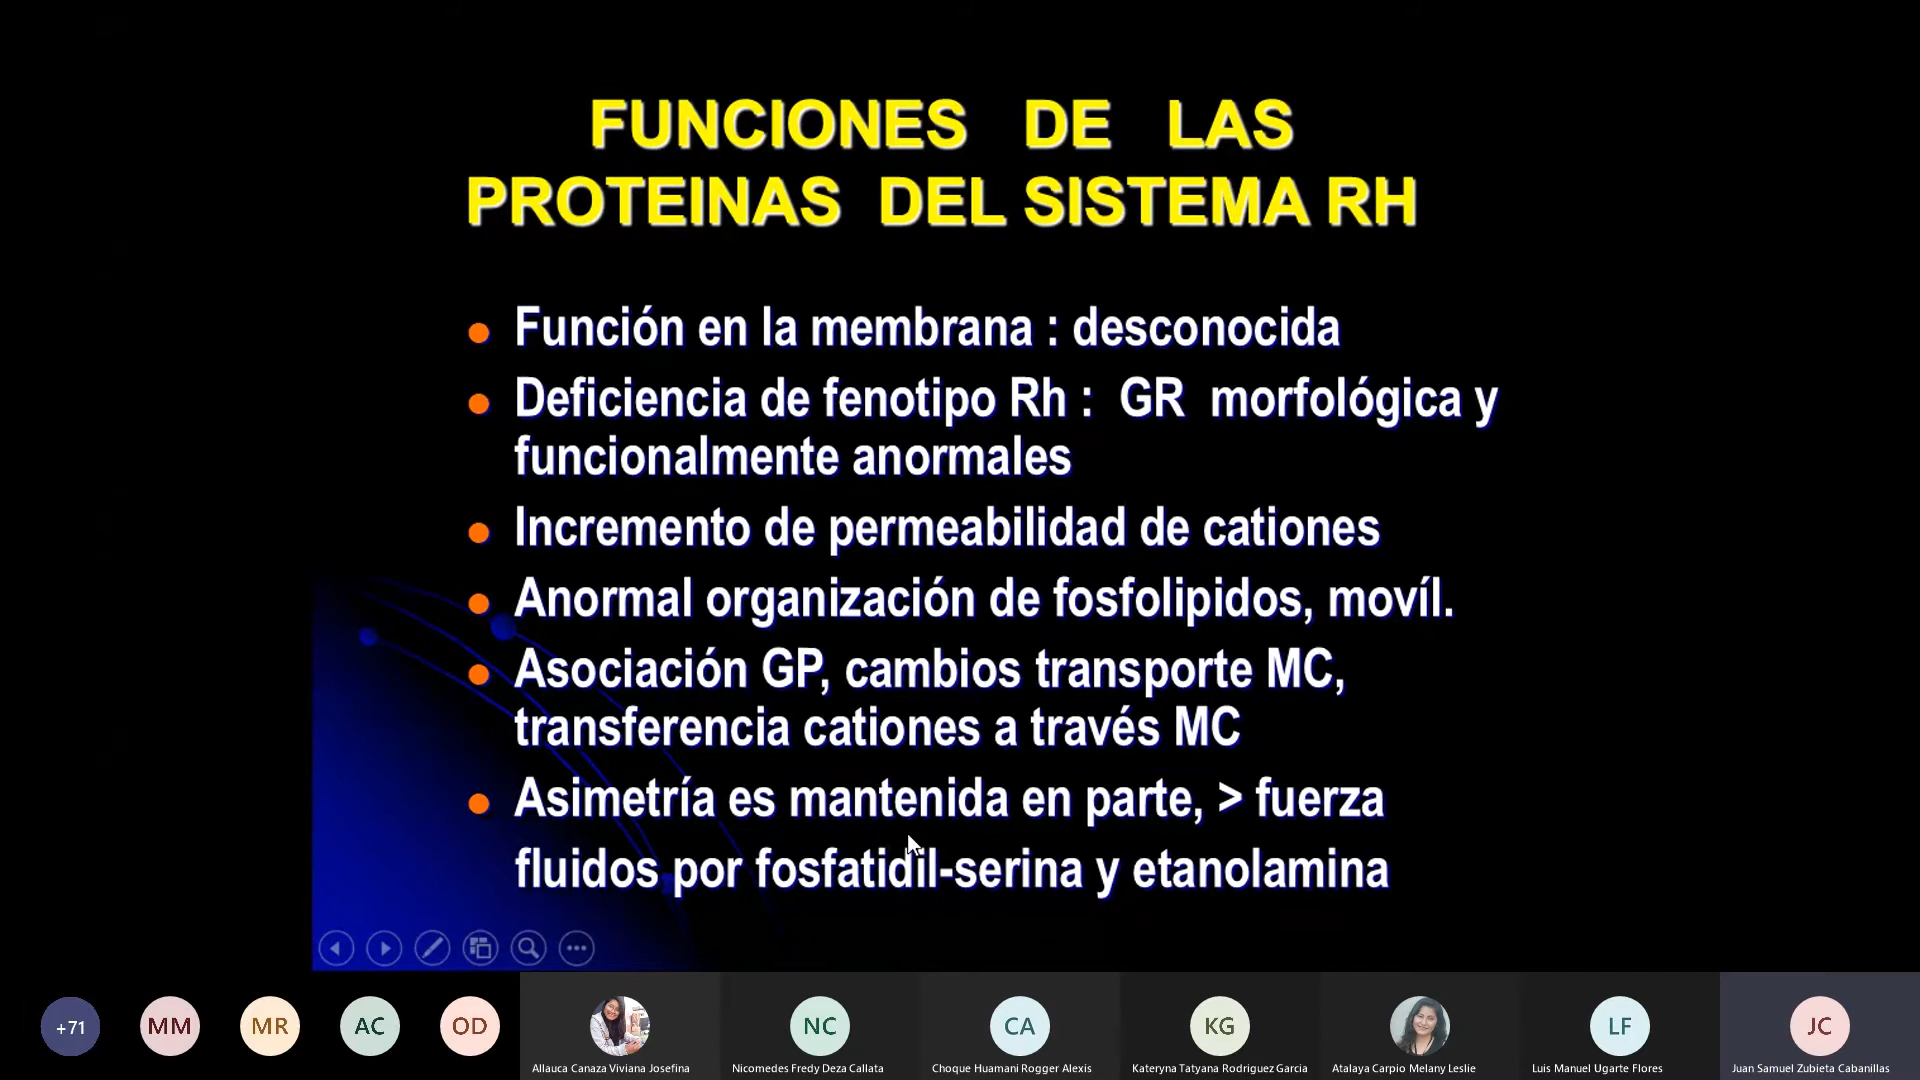 FUNCIONES DE LAS
PROTEINAS DEL SISTEMA RH
Función en la membrana : desconocida
Deficiencia de fenotipo Rh : GR morfológica y
funcionalmente anormales
Incremento de permeabilidad de cationes
Anormal organización de fosfolipidos, movíl.
Asociación GP, cambios transporte MC,
transferencia cationes a través MC
Asimetría es mantenida en parte, > fuerza
fluidos por fosfatidil-serina y etanolamina
+71
MM
MR
AC
OD
NC
CA
KG
LF
JC
Allauca Canaza Viviana Josefina
Nicomedes Fredy Deza Callata
Choque Huamani Rogger Alexis
Kateryna Tatyana Rodriguez Garcia
Atalaya Carpio Melany Leslie
Luis Manuel Ugarte Flores
Juan Samuel Zubieta Cabanillas